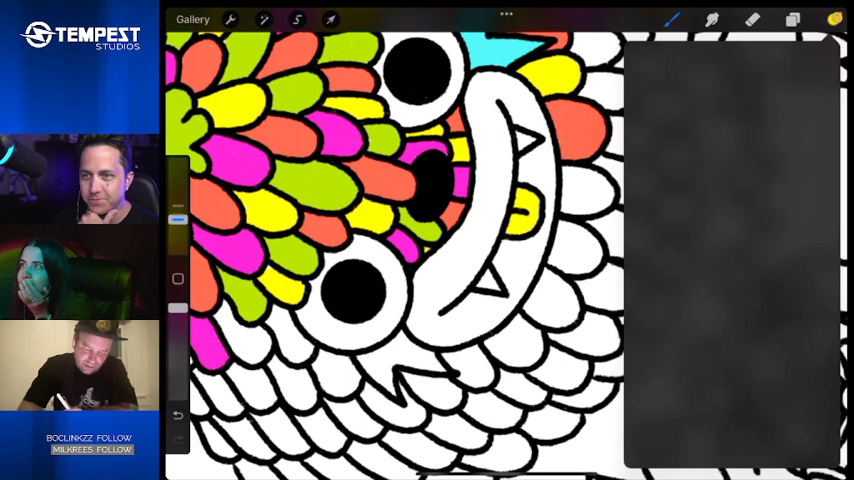 TEMPEST
STUDIOS
Gallery
BOCLINKZZ FOLLOW
MILKREES FOLLOW